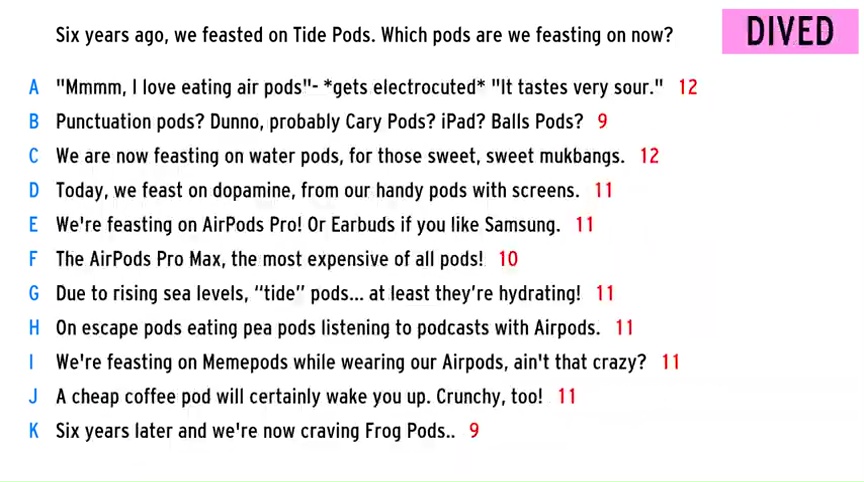 Six years ago, we feasted on Tide Pods. Which pods are we feasting on now?
DIVED
A "Mmmm, I love eating air pods"- *gets electrocuted* "It tastes very sour." 12
B Punctuation pods? Dunno, probably Cary Pods? iPad? Balls Pods? 9
C We are now feasting on water pods, for those sweet, sweet mukbangs. 12
D Today, we feast on dopamine, from our handy pods with screens. 11
E We're feasting on AirPods Pro! Or Earbuds if you like Samsung. 11
F The AirPods Pro Max, the most expensive of all pods! 10
G Due to rising sea levels, “tide” pods... at least they’re hydrating! 11
H On escape pods eating pea pods listening to podcasts with Airpods. 11
I We're feasting on Memepods while wearing our Airpods, ain't that crazy? 11
J A cheap coffee pod will certainly wake you up. Crunchy, too! 11
K Six years later and we're now craving Frog Pods.. 9